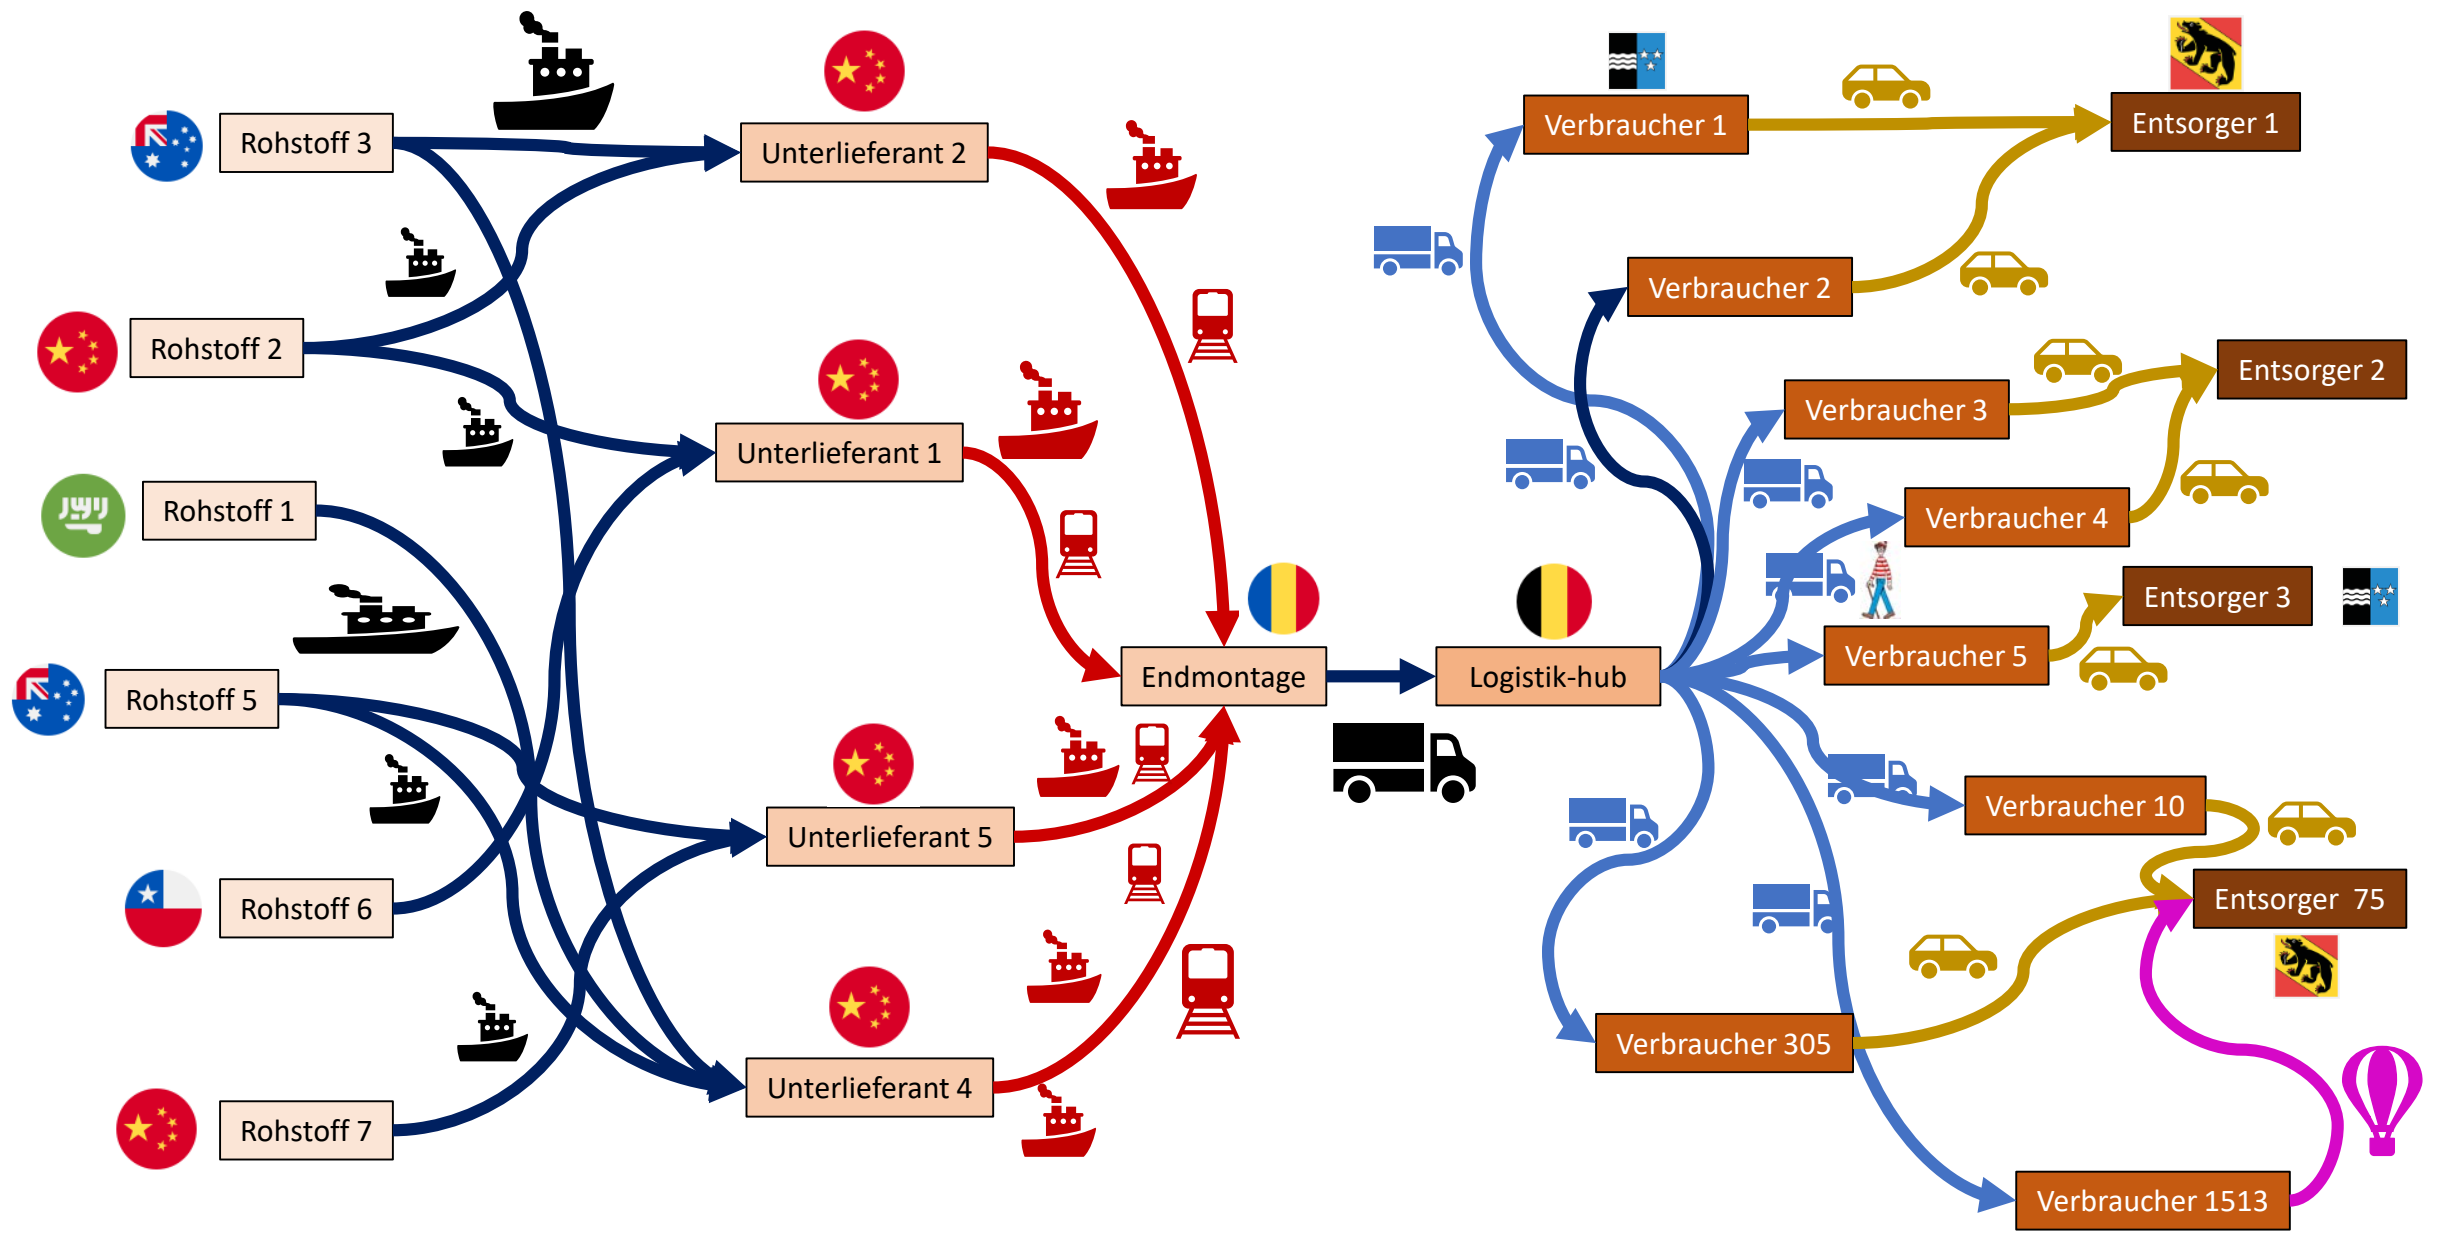 Rohstoff 3
Unterlieferant 2
Verbraucher 1
Entsorger 1
Rohstoff 2
Verbraucher 2
Unterlieferant 1
Verbraucher 3
Entsorger 2
Rohstoff 1
Verbraucher 4
Entsorger 3
Rohstoff 5
Endmontage
Logistik-hub
Verbraucher 5
Unterlieferant 5
Verbraucher 10
Rohstoff 6
Entsorger 75
Unterlieferant 4
Verbraucher 305
Rohstoff 7
Verbraucher 1513